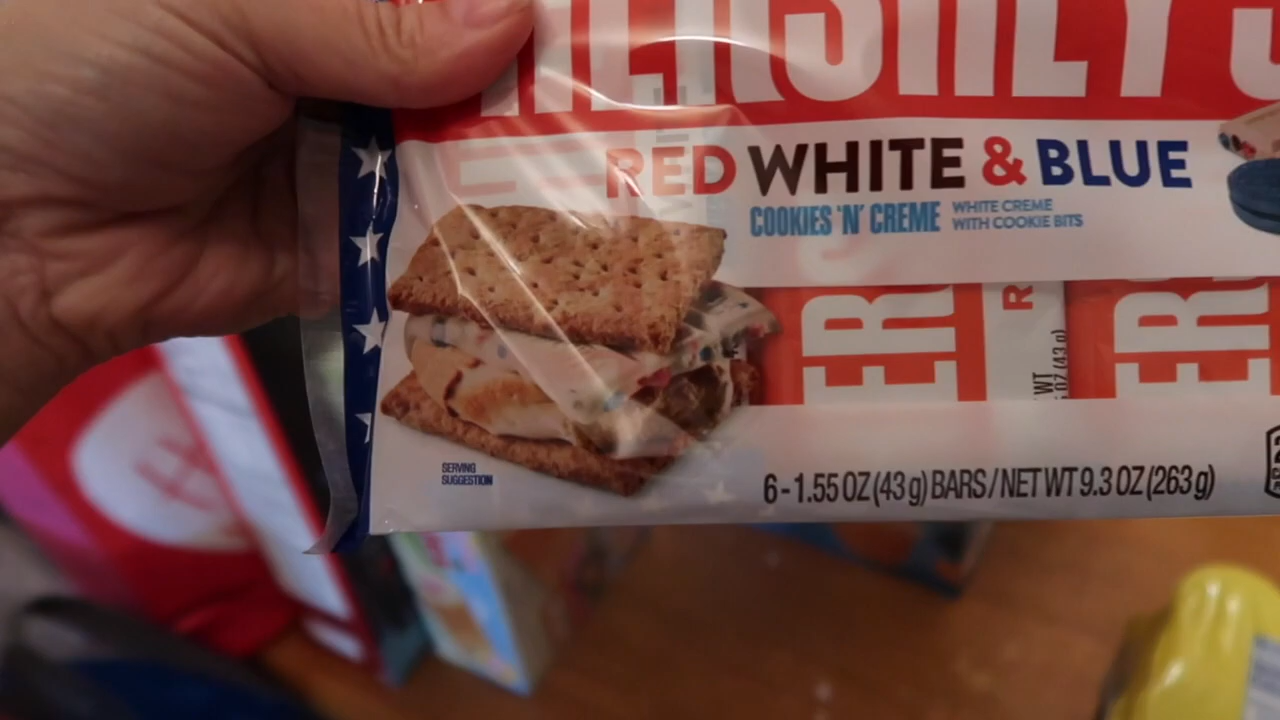 HERSHEY'S
RED WHITE & BLUE
COOKIES 'N' CREME
WHITE CREME
WITH COOKIE BITS
SERVING
SUGGESTION
6 - 1.55 OZ (43 g) BARS / NET WT 9.3 OZ (263 g)